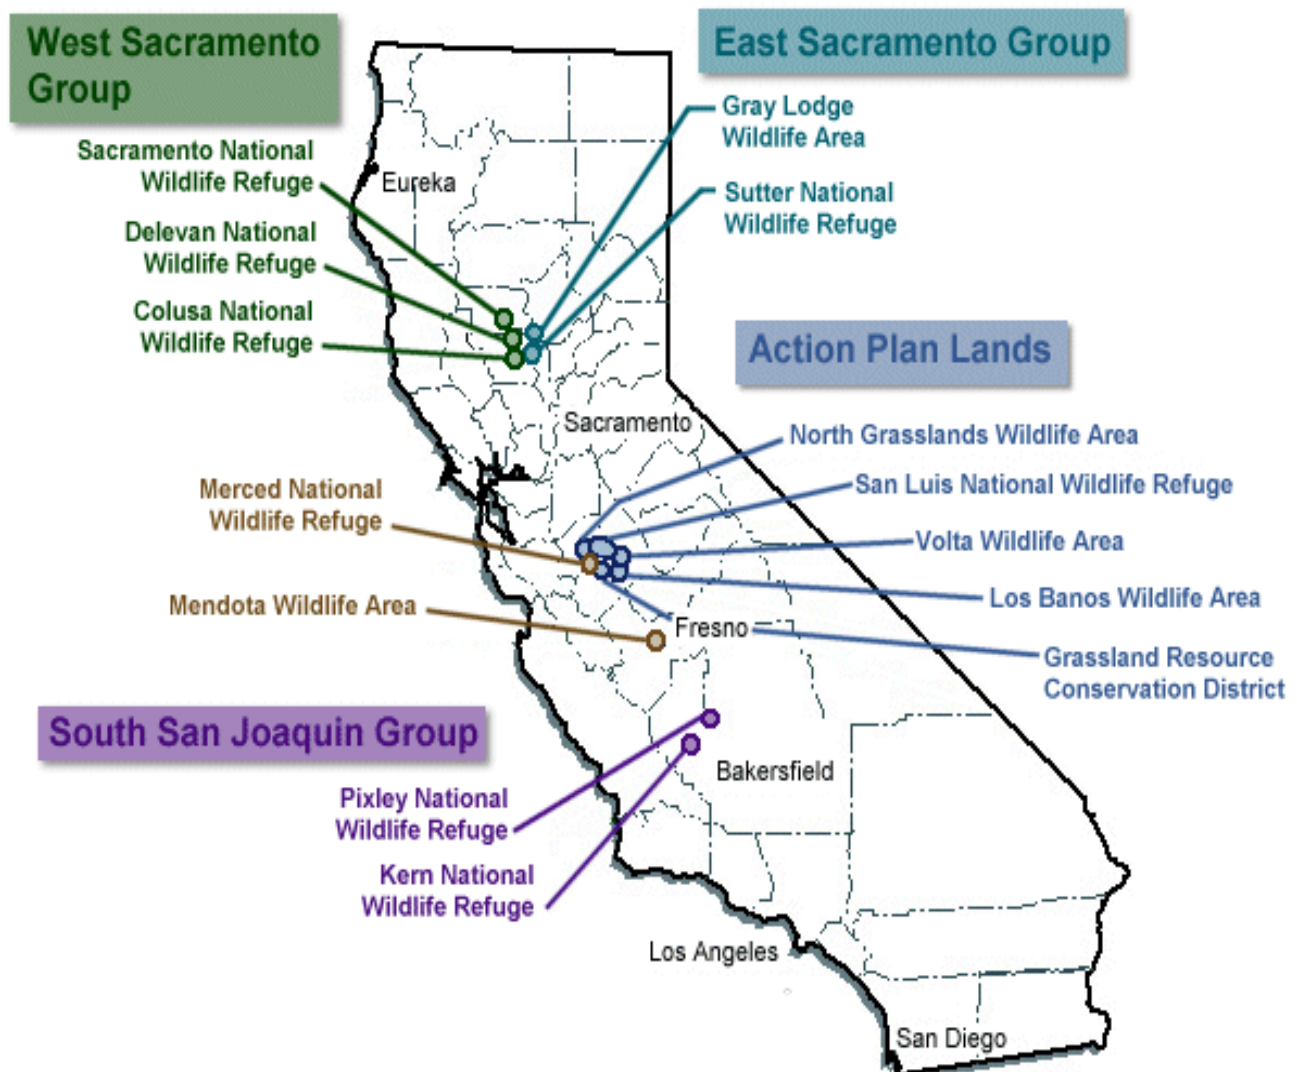 West Sacramento
Group
East Sacramento Group
Gray Lodge
Wildlife Area
Sacramento National
Wildlife Refuge
Eureka
Sutter National
Wildlife Refuge
Delevan National
Wildlife Refuge
Colusa National
Wildlife Refuge
Action Plan Lands
Sacramento
North Grasslands Wildlife Area
San Luis National Wildlife Refuge
Merced National
Wildlife Refuge
Volta Wildlife Area
Los Banos Wildlife Area
Mendota Wildlife Area
Fresno
Grassland Resource
Conservation District
South San Joaquin Group
Bakersfield
Pixley National
Wildlife Refuge
Kern National
Wildlife Refuge
Los Angeles
San Diego